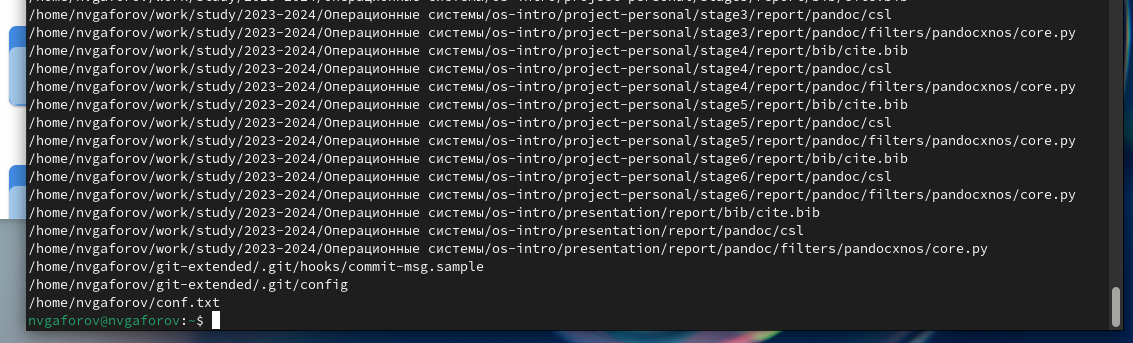 /home/nvgaforov/work/study/2023-2024/Операционные системы/os-intro/project-personal/stage3/report/pandoc/csl
/home/nvgaforov/work/study/2023-2024/Операционные системы/os-intro/project-personal/stage3/report/pandoc/filters/pandocxnos/core.py
/home/nvgaforov/work/study/2023-2024/Операционные системы/os-intro/project-personal/stage4/report/bib/cite.bib
/home/nvgaforov/work/study/2023-2024/Операционные системы/os-intro/project-personal/stage4/report/pandoc/csl
/home/nvgaforov/work/study/2023-2024/Операционные системы/os-intro/project-personal/stage4/report/pandoc/filters/pandocxnos/core.py
/home/nvgaforov/work/study/2023-2024/Операционные системы/os-intro/project-personal/stage5/report/bib/cite.bib
/home/nvgaforov/work/study/2023-2024/Операционные системы/os-intro/project-personal/stage5/report/pandoc/csl
/home/nvgaforov/work/study/2023-2024/Операционные системы/os-intro/project-personal/stage5/report/pandoc/filters/pandocxnos/core.py
/home/nvgaforov/work/study/2023-2024/Операционные системы/os-intro/project-personal/stage6/report/bib/cite.bib
/home/nvgaforov/work/study/2023-2024/Операционные системы/os-intro/project-personal/stage6/report/pandoc/csl
/home/nvgaforov/work/study/2023-2024/Операционные системы/os-intro/project-personal/stage6/report/pandoc/filters/pandocxnos/core.py
/home/nvgaforov/work/study/2023-2024/Операционные системы/os-intro/presentation/report/bib/cite.bib
/home/nvgaforov/work/study/2023-2024/Операционные системы/os-intro/presentation/report/pandoc/csl
/home/nvgaforov/work/study/2023-2024/Операционные системы/os-intro/presentation/report/pandoc/filters/pandocxnos/core.py
/home/nvgaforov/git-extended/.git/hooks/commit-msg.sample
/home/nvgaforov/git-extended/.git/config
/home/nvgaforov/conf.txt
nvgaforov@nvgaforov:~$